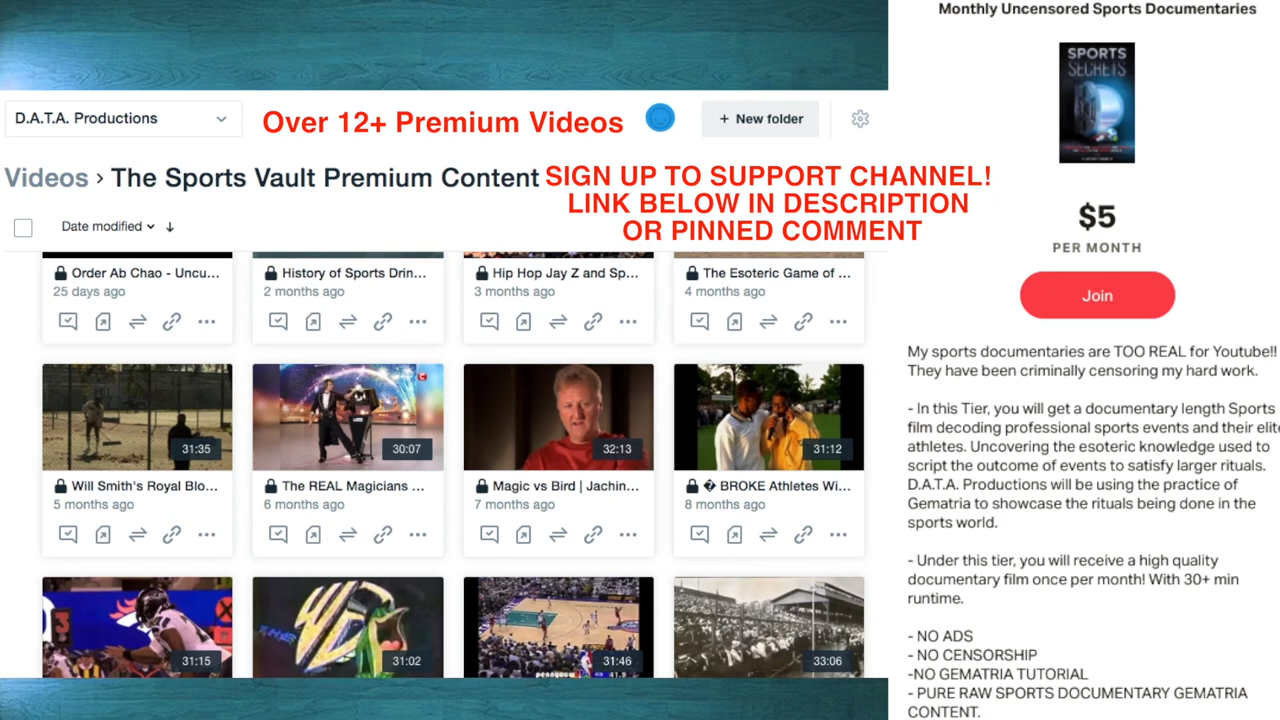 Monthly Uncensored Sports Documentaries
SPORTS
SECRETS
D.A.T.A. Productions
Over 12+ Premium Videos
+ New folder
Videos › The Sports Vault Premium Content
SIGN UP TO SUPPORT CHANNEL!
LINK BELOW IN DESCRIPTION
OR PINNED COMMENT
Date modified
Order Ab Chao - Uncu...
25 days ago
History of Sports Drin...
2 months ago
Hip Hop Jay Z and Sp...
3 months ago
The Esoteric Game of ...
4 months ago
31:35
Will Smith's Royal Blo...
5 months ago
30:07
The REAL Magicians ...
6 months ago
32:13
Magic vs Bird | Jachin...
7 months ago
31:12
� BROKE Athletes Wi...
8 months ago
31:15
31:02
31:46
33:06
$5
PER MONTH
Join
My sports documentaries are TOO REAL for Youtube!!
They have been criminally censoring my hard work.
- In this Tier, you will get a documentary length Sports
film decoding professional sports events and their elite
athletes. Uncovering the esoteric knowledge used to
script the outcome of events to satisfy larger rituals.
D.A.T.A. Productions will be using the practice of
Gematria to showcase the rituals being done in the
sports world.
- Under this tier, you will receive a high quality
documentary film once per month! With 30+ min
runtime.
- NO ADS
- NO CENSORSHIP
-NO GEMATRIA TUTORIAL
- PURE RAW SPORTS DOCUMENTARY GEMATRIA
CONTENT.